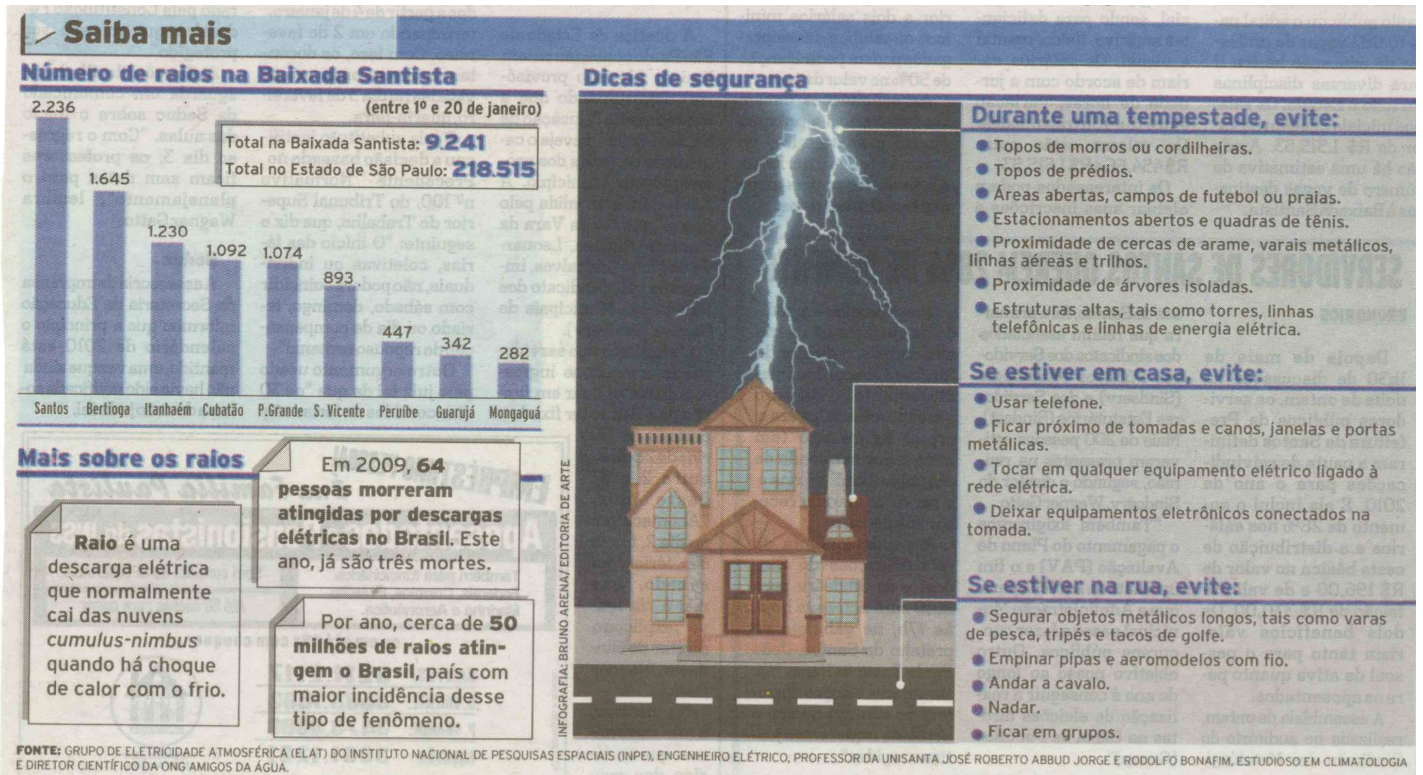 Saiba mais
Número de raios na Baixada Santista
(entre 1º e 20 de janeiro)
Total na Baixada Santista: 9.241
Total no Estado de São Paulo: 218.515
2.236
1.645
1.230
1.092
1.074
893
447
342
282
Santos Bertioga Itanhaém Cubatão P.Grande S. Vicente Peruíbe Guarujá Mongaguá
Mais sobre os raios
Raio é uma
descarga elétrica
que normalmente
cai das nuvens
cumulus-nimbus
quando há choque
de calor com o frio.
Em 2009, 64
pessoas morreram
atingidas por descargas
elétricas no Brasil. Este
ano, já são três mortes.
Por ano, cerca de 50
milhões de raios atin-
gem o Brasil, país com
maior incidência desse
tipo de fenômeno.
INFOGRAFIA: BRUNO ARENA/ EDITORIA DE ARTE
Dicas de segurança
Durante uma tempestade, evite:
Topos de morros ou cordilheiras.
Topos de prédios.
Áreas abertas, campos de futebol ou praias.
Estacionamentos abertos e quadras de tênis.
Proximidade de cercas de arame, varais metálicos,
linhas aéreas e trilhos.
Proximidade de árvores isoladas.
Estruturas altas, tais como torres, linhas
telefônicas e linhas de energia elétrica.
Se estiver em casa, evite:
Usar telefone.
Ficar próximo de tomadas e canos, janelas e portas
metálicas.
Tocar em qualquer equipamento elétrico ligado à
rede elétrica.
Deixar equipamentos eletrônicos conectados na
tomada.
Se estiver na rua, evite:
Segurar objetos metálicos longos, tais como varas
de pesca, tripés e tacos de golfe.
Empinar pipas e aeromodelos com fio.
Andar a cavalo.
Nadar.
Ficar em grupos.
FONTE: GRUPO DE ELETRICIDADE ATMOSFÉRICA (ELAT) DO INSTITUTO NACIONAL DE PESQUISAS ESPACIAIS (INPE), ENGENHEIRO ELÉTRICO, PROFESSOR DA UNISANTA JOSÉ ROBERTO ABBUD JORGE E RODOLFO BONAFIM, ESTUDIOSO EM CLIMATOLOGIA
E DIRETOR CIENTÍFICO DA ONG AMIGOS DA ÁGUA.